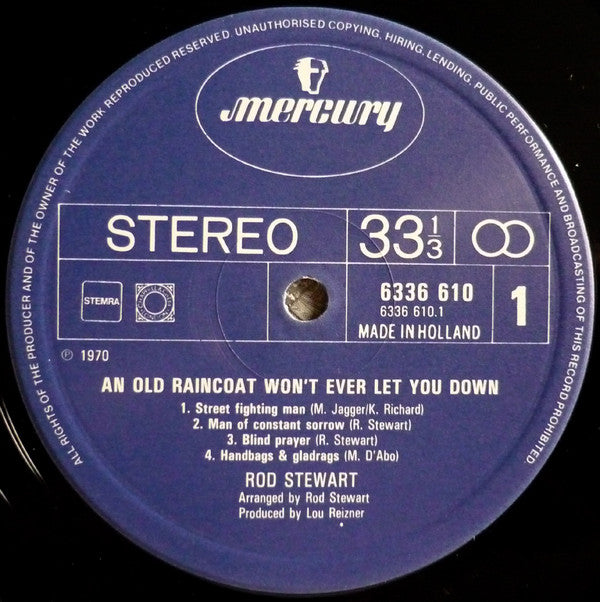 ALL RIGHTS OF THE PRODUCER AND OF THE OWNER OF THE WORK REPRODUCED RESERVED. UNAUTHORISED COPYING, HIRING, LENDING, PUBLIC PERFORMANCE AND BROADCASTING OF THIS RECORD PROHIBITED
mercury
STEREO
33 1/3
STEMRA
6336 610
6336 610.1
MADE IN HOLLAND
1
℗ 1970
AN OLD RAINCOAT WON'T EVER LET YOU DOWN
1. Street fighting man (M. Jagger/K. Richard)
2. Man of constant sorrow (R. Stewart)
3. Blind prayer (R. Stewart)
4. Handbags & gladrags (M. D'Abo)
ROD STEWART
Arranged by Rod Stewart
Produced by Lou Reizner